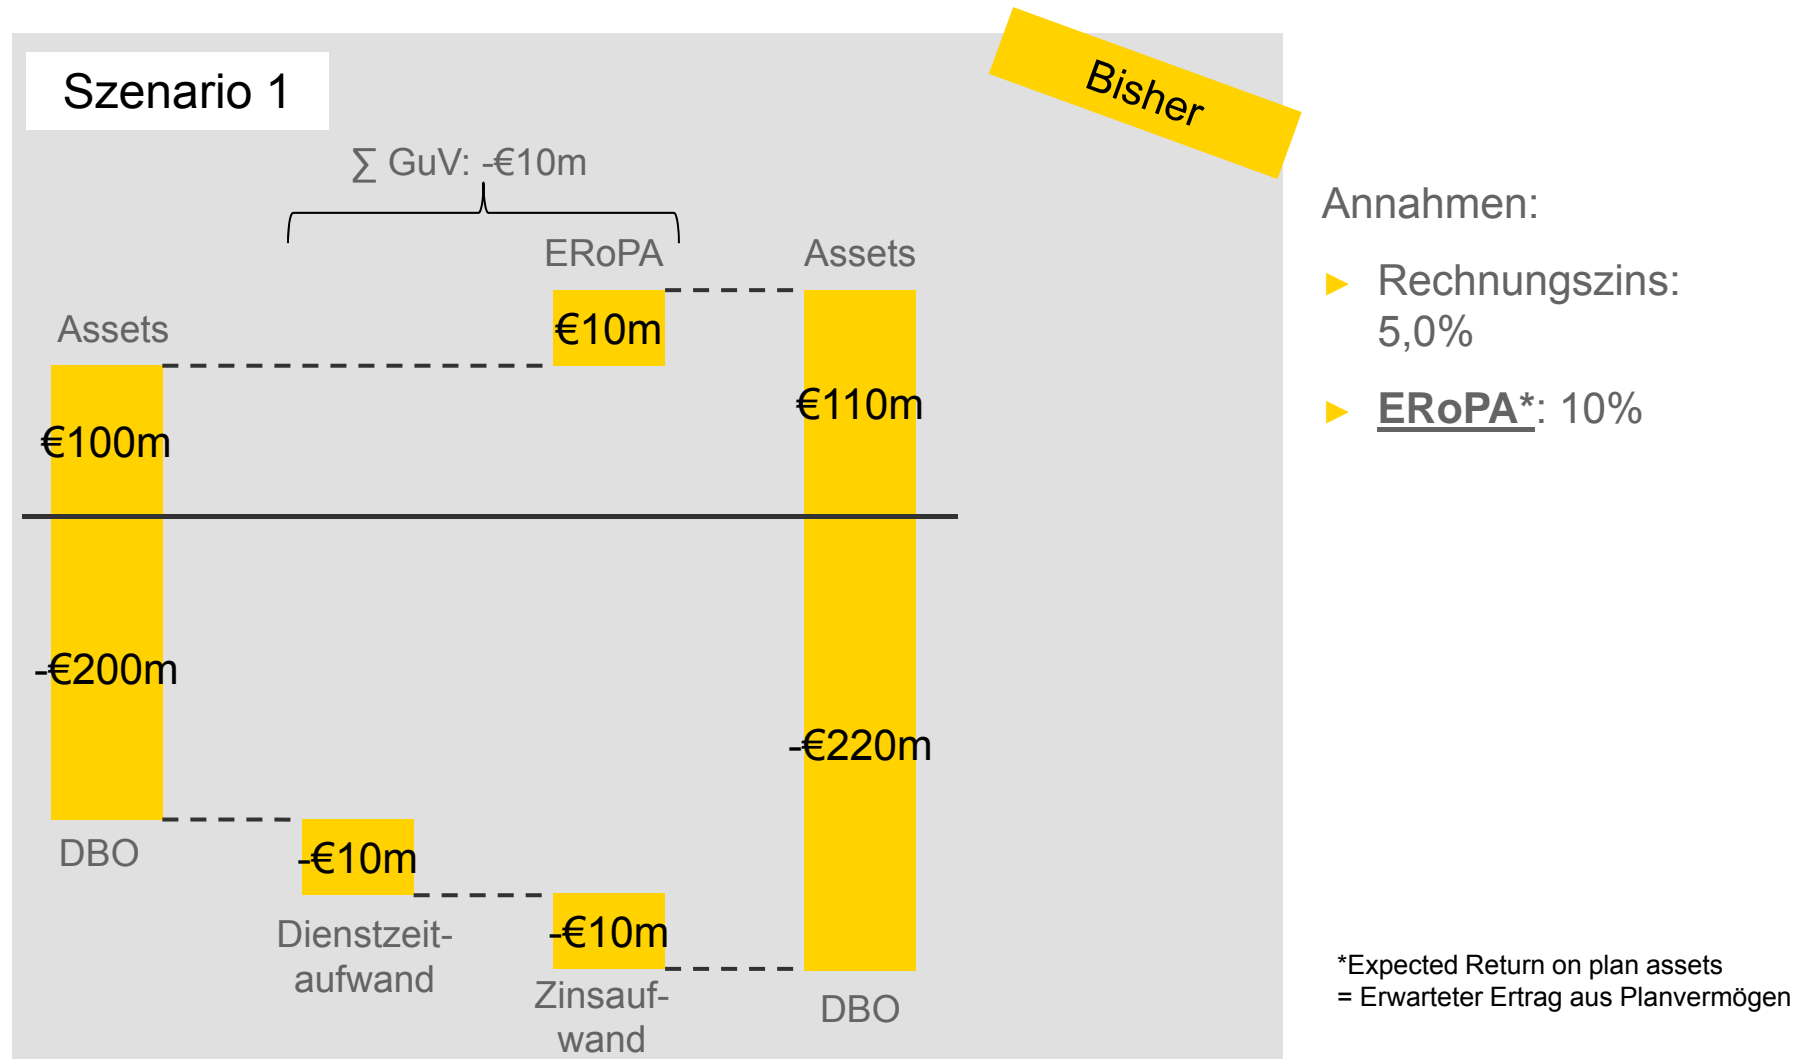 Szenario 1
Bisher
∑ GuV: -€10m
ERoPA
Assets
Assets
€10m
€100m
€110m
-€200m
-€220m
DBO
-€10m
Dienstzeit-
aufwand
-€10m
Zinsauf-
wand
DBO
Annahmen:
► Rechnungszins:
5,0%
► ERoPA*: 10%
*Expected Return on plan assets
= Erwarteter Ertrag aus Planvermögen